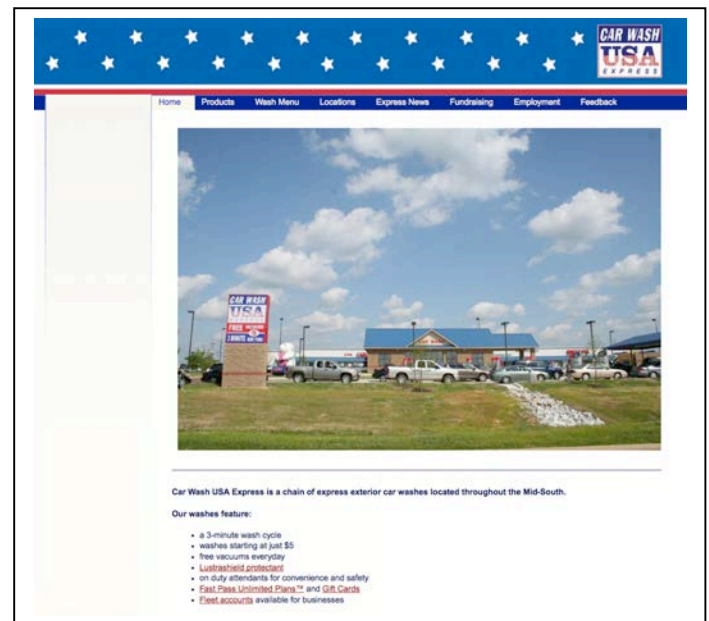 CAR WASH
USA
EXPRESS
Home Products Wash Menu Locations Express News Fundraising Employment Feedback
CAR WASH
USA
FREE
3 MINUTE
Car Wash USA Express is a chain of express exterior car washes located throughout the Mid-South.
Our washes feature:
• a 3-minute wash cycle
• washes starting at just $5
• free vacuums everyday
• Lustrashield protectant
• on duty attendants for convenience and safety
• Fast Pass Unlimited Plans™ and Gift Cards
• Fleet accounts available for businesses